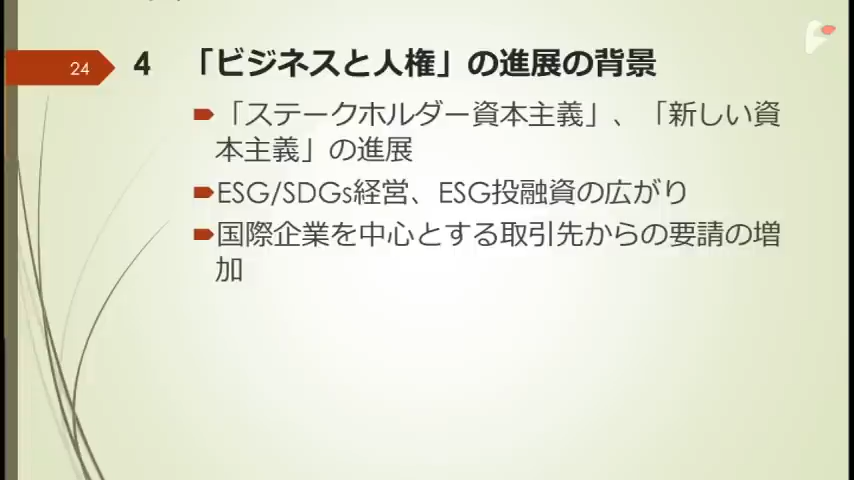 24
4 「ビジネスと人権」の進展の背景
「ステークホルダー資本主義」、「新しい資
本主義」の進展
ESG/SDGs経営、ESG投融資の広がり
国際企業を中心とする取引先からの要請の増
加